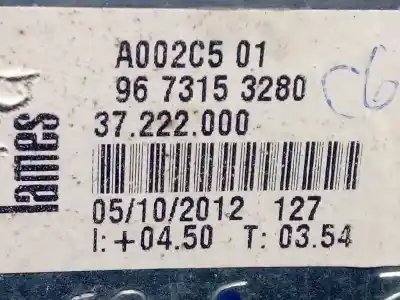 A002C5 01
96 7315 3280
C6
37.222.000
lames
05/10/2012 127
I: +04.50 T: 03.54